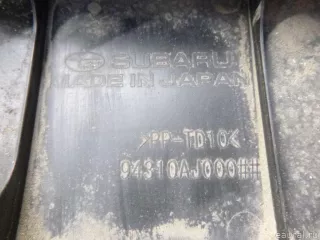 SUBARU
MADE IN JAPAN
>PP-TD10<
94310AJ000